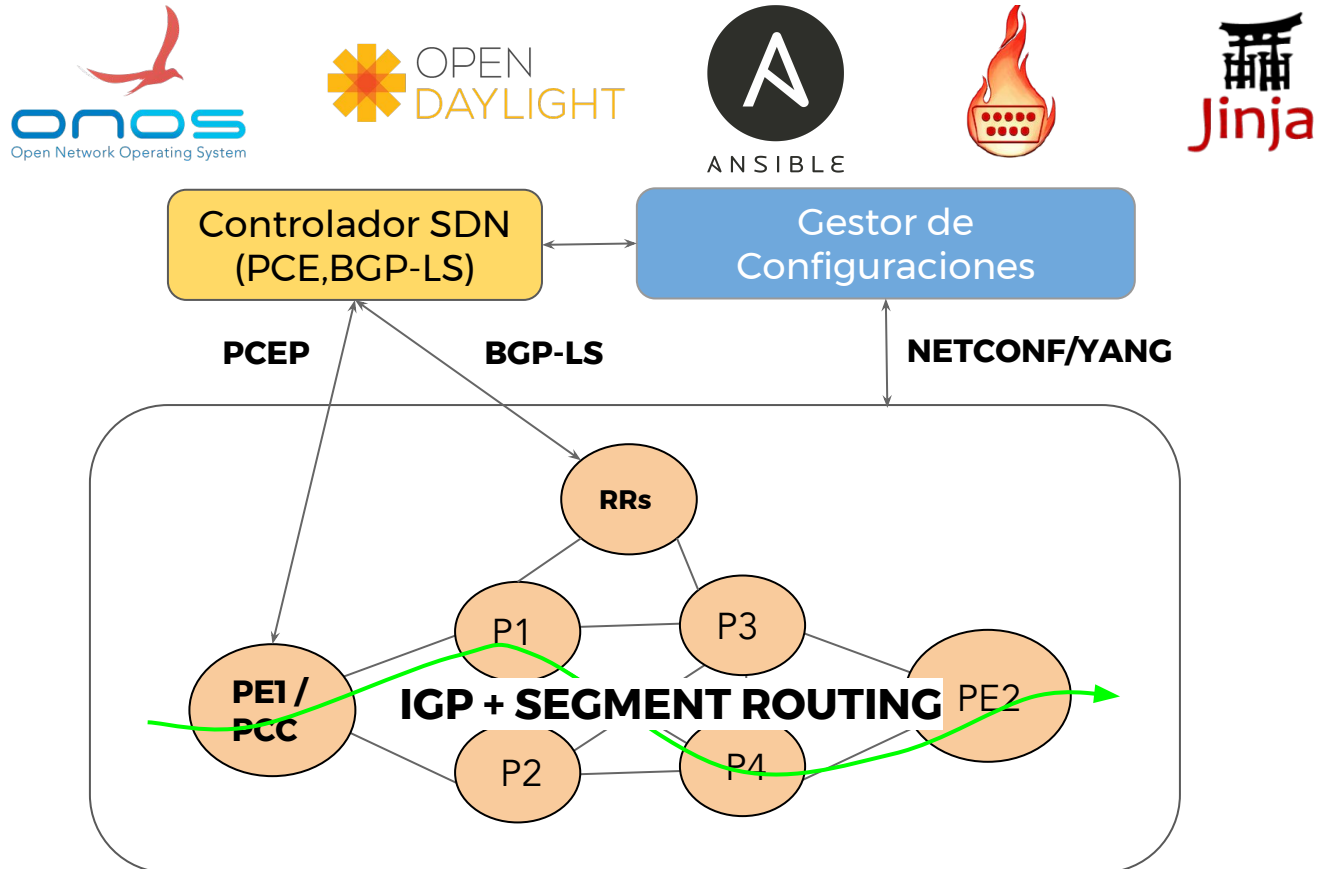 ONOS
Open Network Operating System
OPEN
DAYLIGHT
ANSIBLE
Jinja
Controlador SDN
(PCE,BGP-LS)
Gestor de
Configuraciones
PCEP
BGP-LS
NETCONF/YANG
RRs
P1
P3
PE1 /
PCC
IGP + SEGMENT ROUTING
PE2
P2
P4